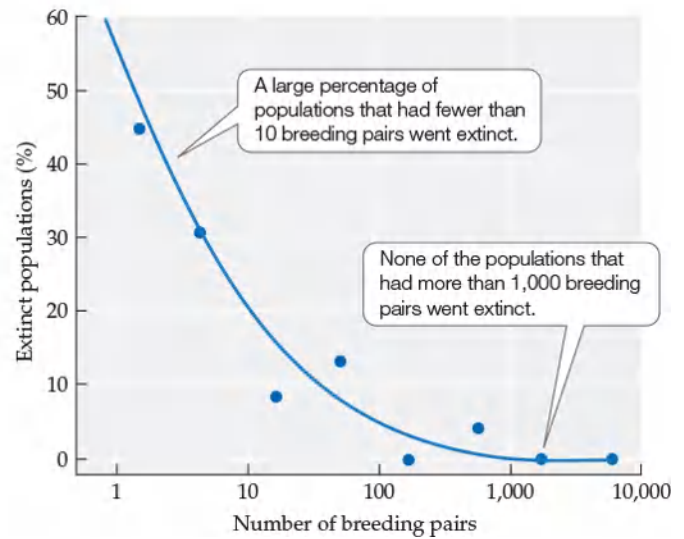 60
50
40
30
20
10
0
Extinct populations (%)
A large percentage of
populations that had fewer than
10 breeding pairs went extinct.
None of the populations that
had more than 1,000 breeding
pairs went extinct.
1 10 100 1,000 10,000
Number of breeding pairs